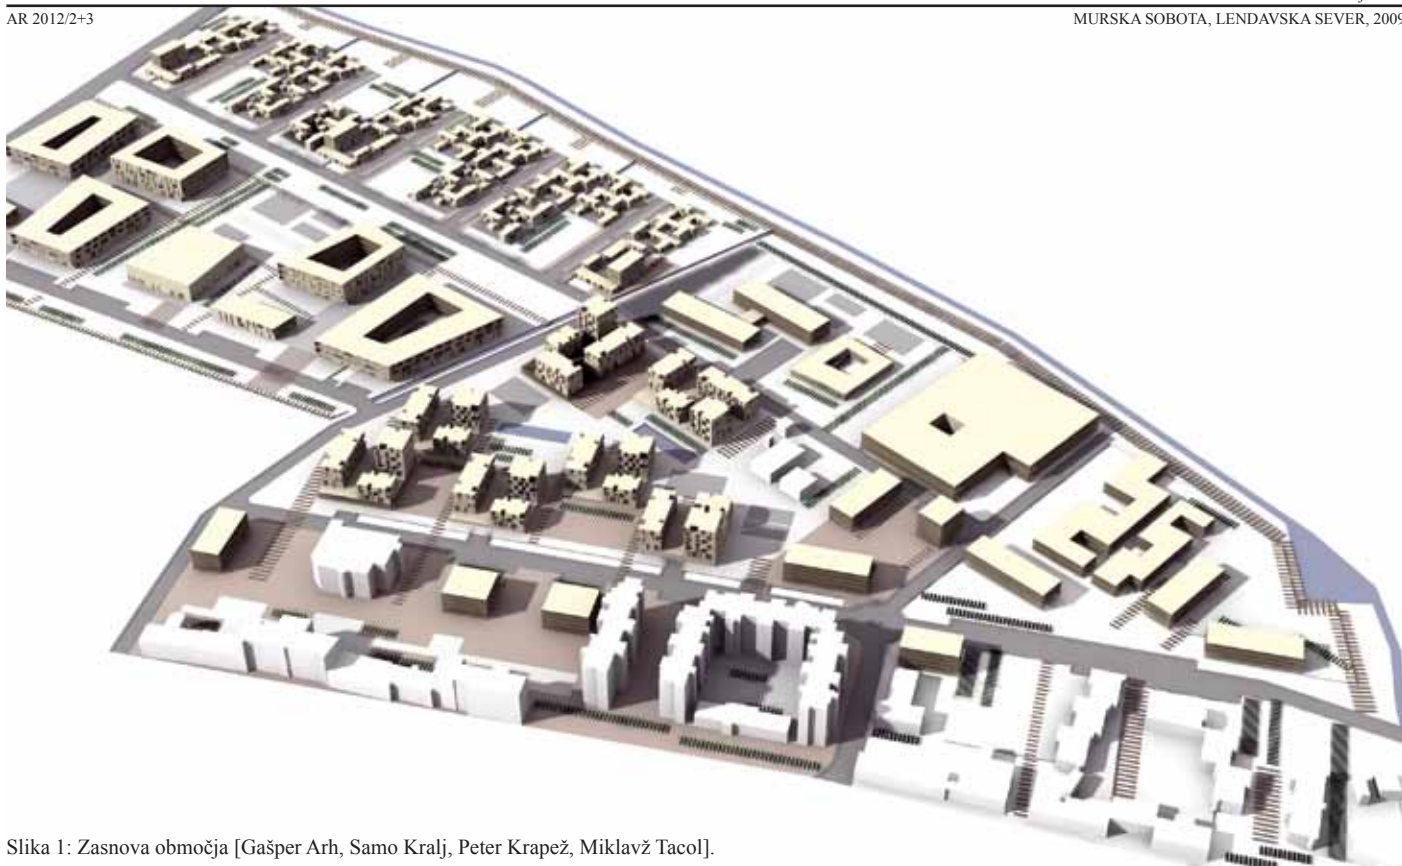 AR 2012/2+3
MURSKA SOBOTA, LENDAVSKA SEVER, 2009
Slika 1: Zasnova območja [Gašper Arh, Samo Kralj, Peter Krapež, Miklavž Tacol].